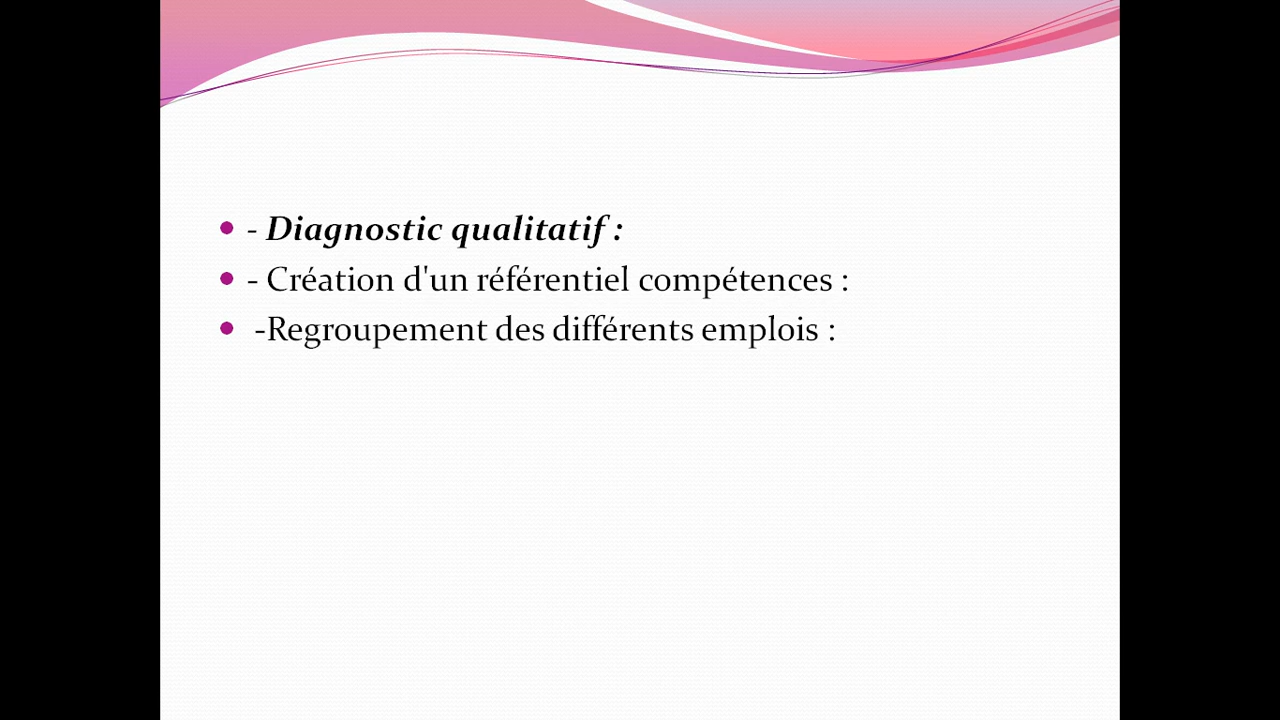 - Diagnostic qualitatif :
- Création d'un référentiel compétences :
-Regroupement des différents emplois :